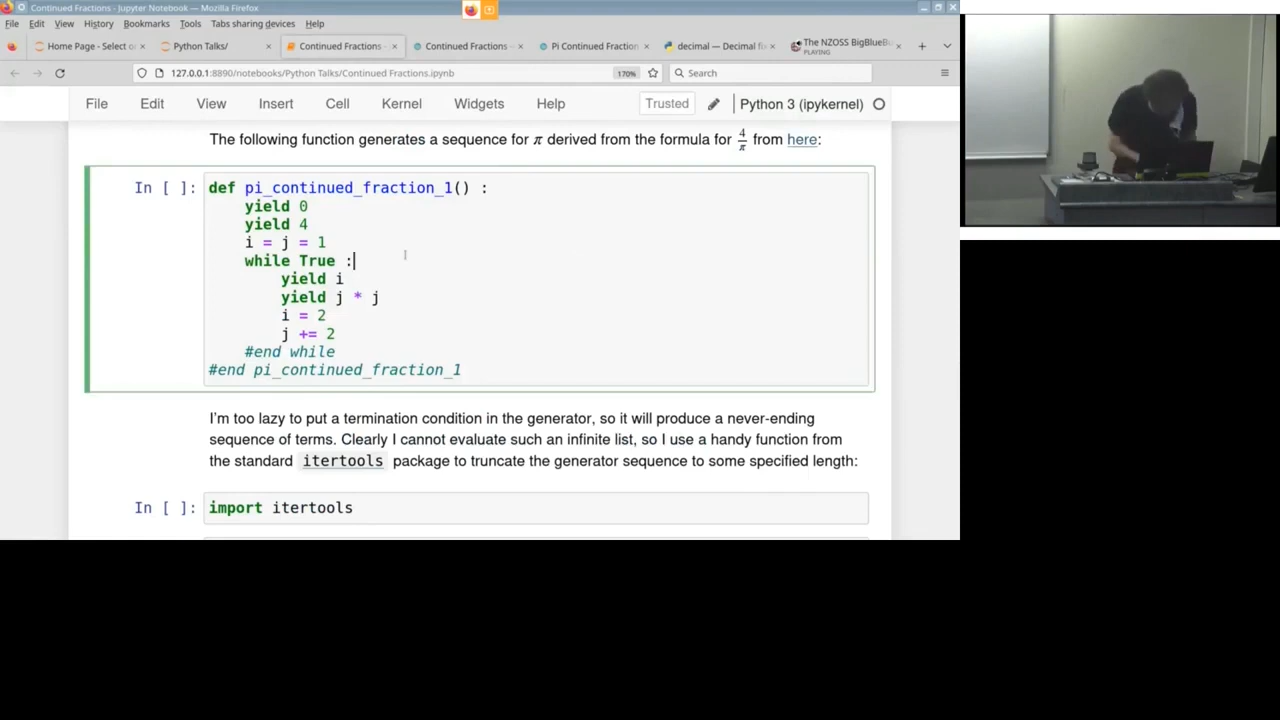 Continued Fractions - Jupyter Notebook — Mozilla Firefox
File Edit View History Bookmarks Tools Tabs sharing devices Help
Home Page - Select or Python Talks/ Continued Fractions - Continued Fractions - Pi Continued Fraction decimal — Decimal fi The NZOSS BigBlueBu
PLAYING
127.0.0.1:8890/notebooks/Python Talks/Continued Fractions.ipynb 170% Search
File Edit View Insert Cell Kernel Widgets Help Trusted Python 3 (ipykernel)
The following function generates a sequence for π derived from the formula for 4/π from here:
In [ ]: def pi_continued_fraction_1() :
yield 0
yield 4
i = j = 1
while True :
yield i
yield j * j
i = 2
j += 2
#end while
#end pi_continued_fraction_1
I'm too lazy to put a termination condition in the generator, so it will produce a never-ending
sequence of terms. Clearly I cannot evaluate such an infinite list, so I use a handy function from
the standard itertools package to truncate the generator sequence to some specified length:
In [ ]: import itertools